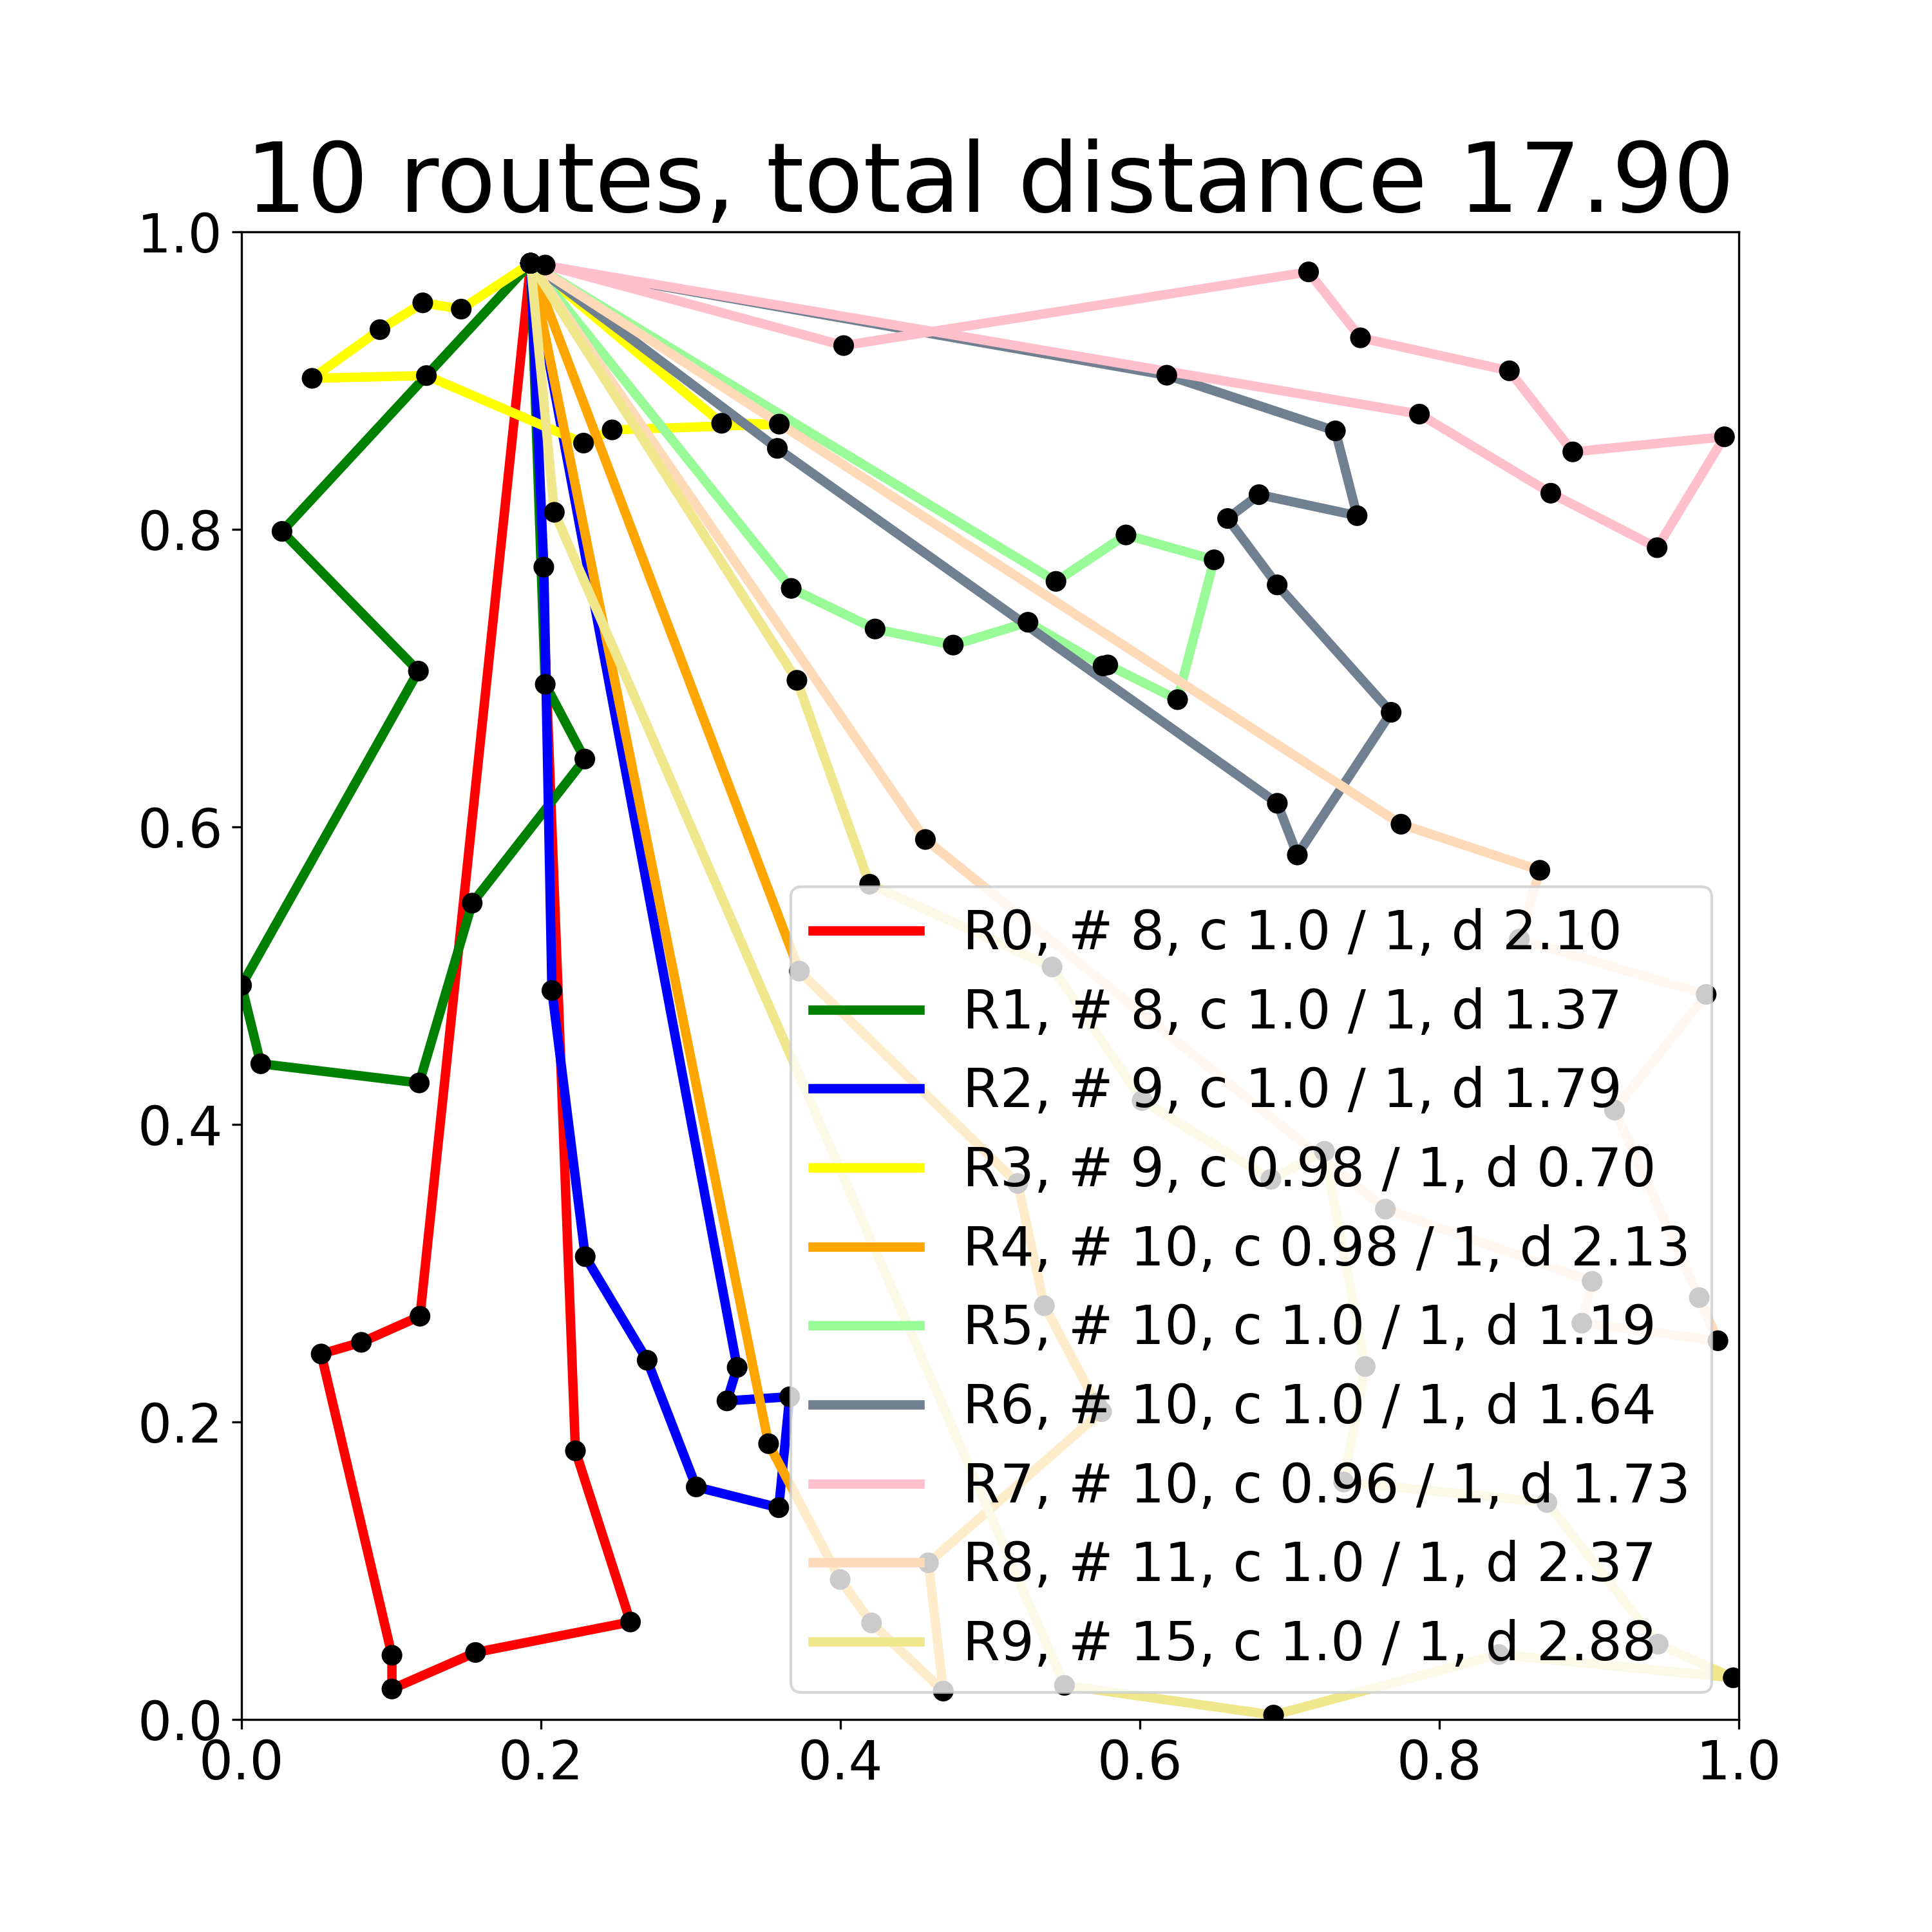 10 routes, total distance 17.90
1.0
0.8
0.6
0.4
0.2
0.0
0.0 0.2 0.4 0.6 0.8 1.0
R0, # 8, c 1.0 / 1, d 2.10
R1, # 8, c 1.0 / 1, d 1.37
R2, # 9, c 1.0 / 1, d 1.79
R3, # 9, c 0.98 / 1, d 0.70
R4, # 10, c 0.98 / 1, d 2.13
R5, # 10, c 1.0 / 1, d 1.19
R6, # 10, c 1.0 / 1, d 1.64
R7, # 10, c 0.96 / 1, d 1.73
R8, # 11, c 1.0 / 1, d 2.37
R9, # 15, c 1.0 / 1, d 2.88